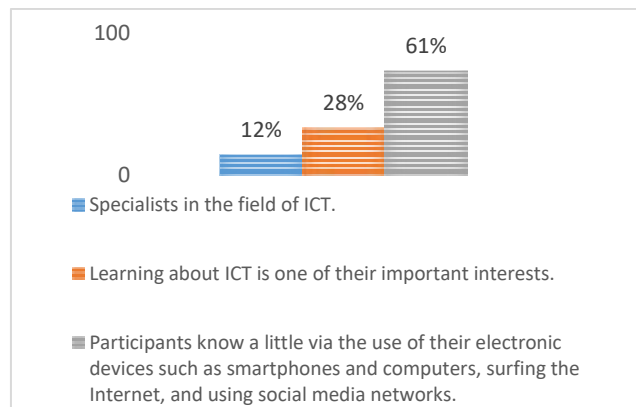 100
61%
28%
12%
0
Specialists in the field of ICT.
Learning about ICT is one of their important interests.
Participants know a little via the use of their electronic
devices such as smartphones and computers, surfing the
Internet, and using social media networks.